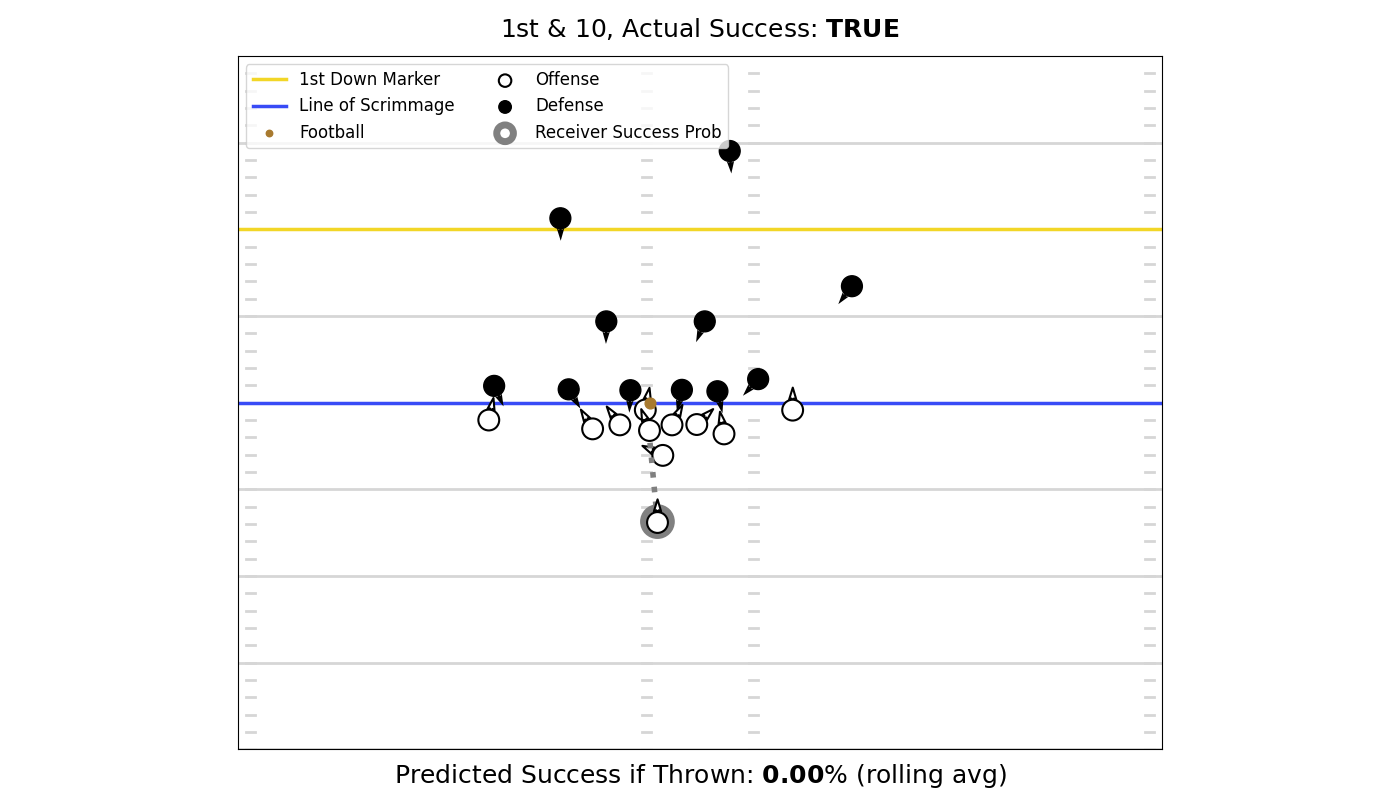 1st & 10, Actual Success: TRUE
1st Down Marker
Line of Scrimmage
Football
Offense
Defense
Receiver Success Prob
Predicted Success if Thrown: 0.00% (rolling avg)